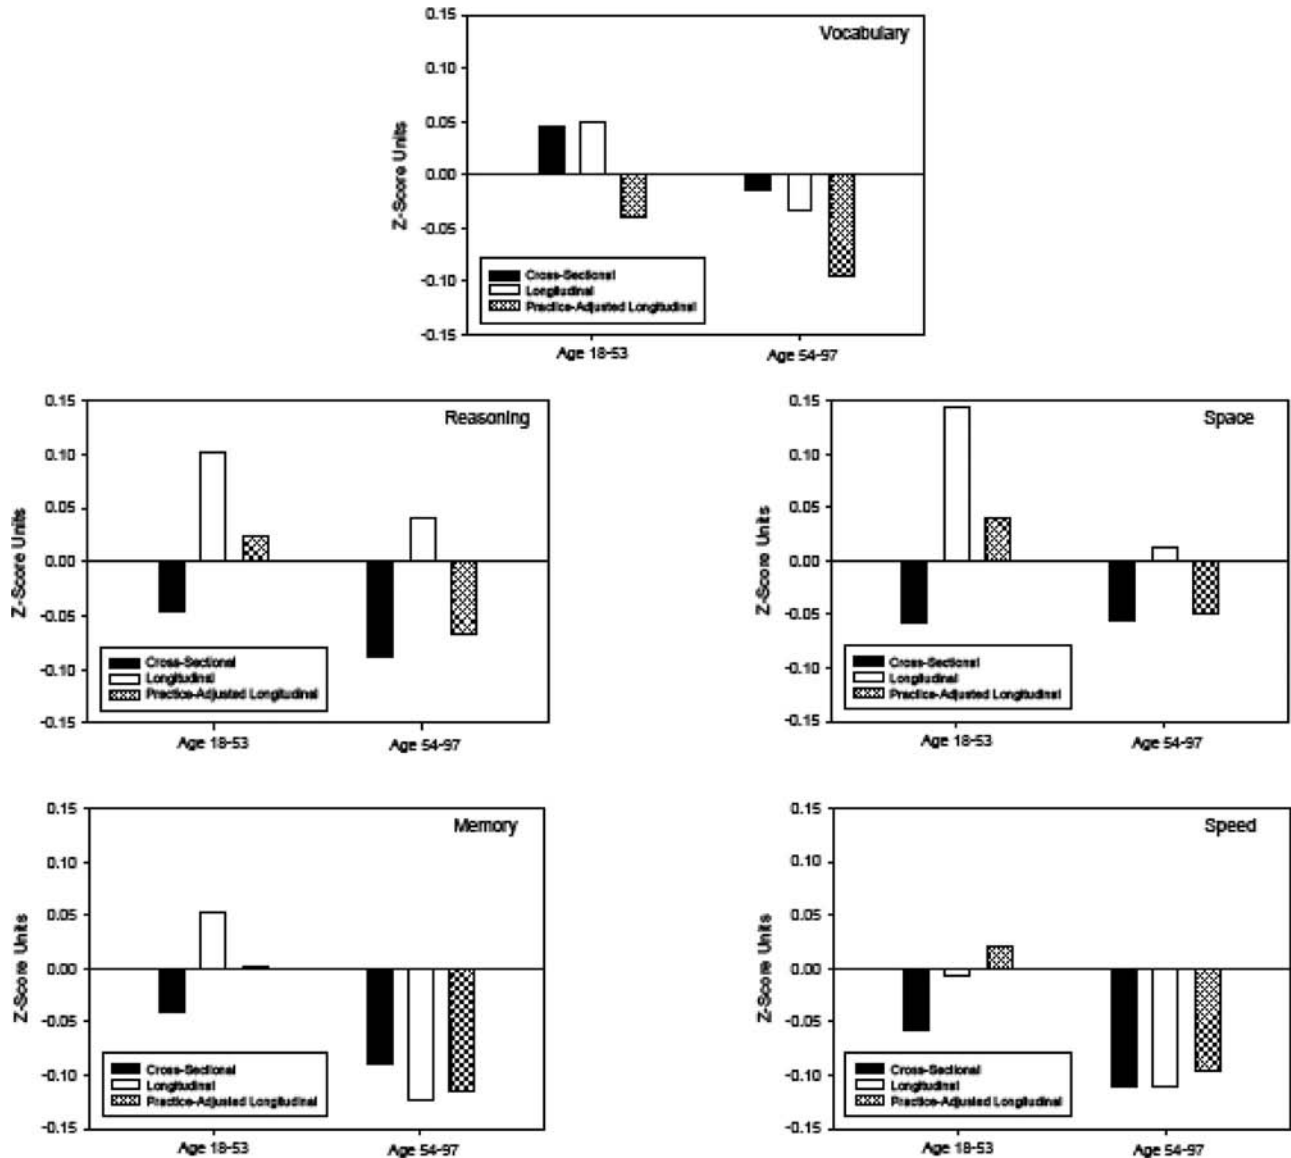 0.15
Vocabulary
0.10
0.05
0.00
-0.05
-0.10
-0.15
Z-Score Units
Cross-Sectional
Longitudinal
Practice-Adjusted Longitudinal
Age 18-53
Age 54-97
0.15
Reasoning
0.10
0.05
0.00
-0.05
-0.10
-0.15
Z-Score Units
Cross-Sectional
Longitudinal
Practice-Adjusted Longitudinal
Age 18-53
Age 54-97
0.15
Space
0.10
0.05
0.00
-0.05
-0.10
-0.15
Z-Score Units
Cross-Sectional
Longitudinal
Practice-Adjusted Longitudinal
Age 18-53
Age 54-97
0.15
Memory
0.10
0.05
0.00
-0.05
-0.10
-0.15
Z-Score Units
Cross-Sectional
Longitudinal
Practice-Adjusted Longitudinal
Age 18-53
Age 54-97
0.15
Speed
0.10
0.05
0.00
-0.05
-0.10
-0.15
Z-Score Units
Cross-Sectional
Longitudinal
Practice-Adjusted Longitudinal
Age 18-53
Age 54-97